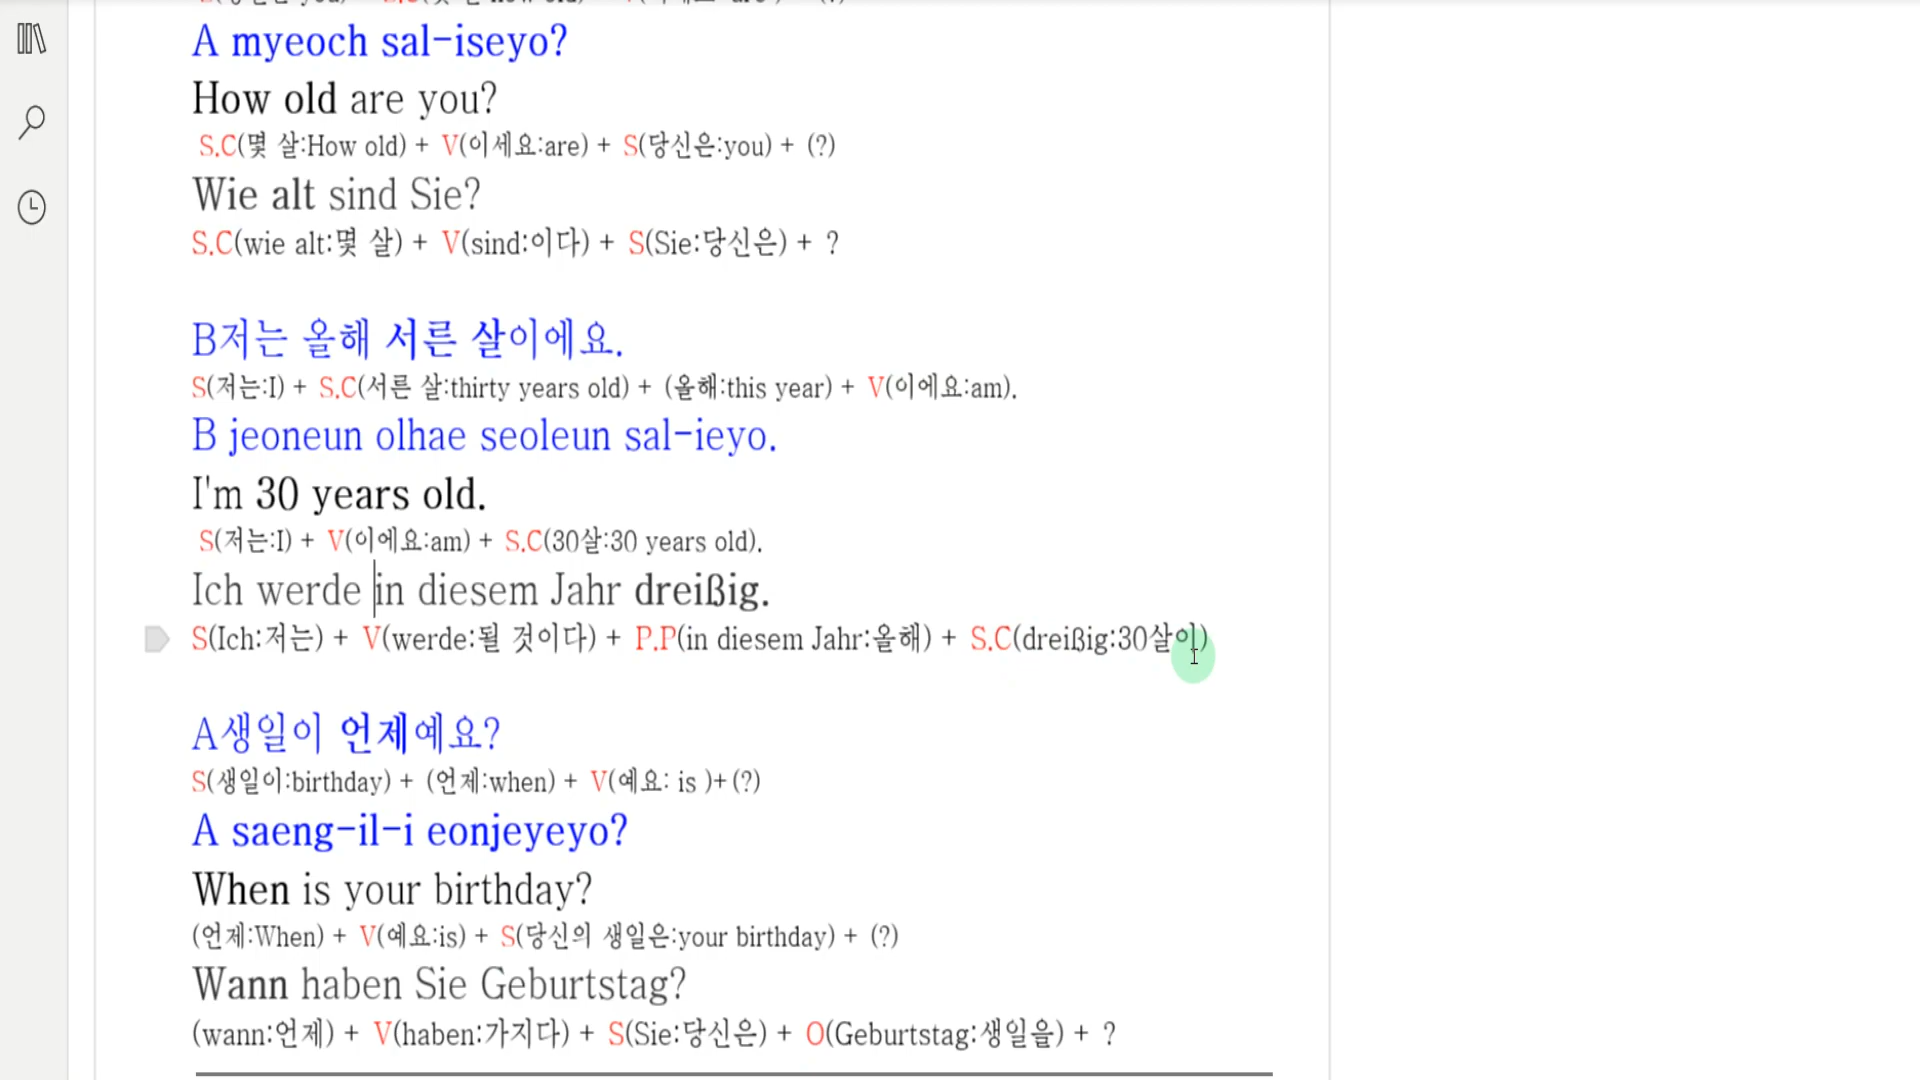 A myeoch sal-iseyo?
How old are you?
S.C(몇 살:How old) + V(이세요:are) + S(당신은:you) + (?)
Wie alt sind Sie?
S.C(wie alt:몇 살) + V(sind:이다) + S(Sie:당신은) + ?
B저는 올해 서른 살이에요.
S(저는:I) + S.C(서른 살:thirty years old) + (올해:this year) + V(이에요:am).
B jeoneun olhae seoleun sal-ieyo.
I'm 30 years old.
S(저는:I) + V(이에요:am) + S.C(30살:30 years old).
Ich werde in diesem Jahr dreißig.
S(Ich:저는) + V(werde:될 것이다) + P.P(in diesem Jahr:올해) + S.C(dreißig:30살이)
A생일이 언제예요?
S(생일이:birthday) + (언제:when) + V(예요: is )+(?)
A saeng-il-i eonjeyeyo?
When is your birthday?
(언제:When) + V(예요:is) + S(당신의 생일은:your birthday) + (?)
Wann haben Sie Geburtstag?
(wann:언제) + V(haben:가지다) + S(Sie:당신은) + O(Geburtstag:생일을) + ?